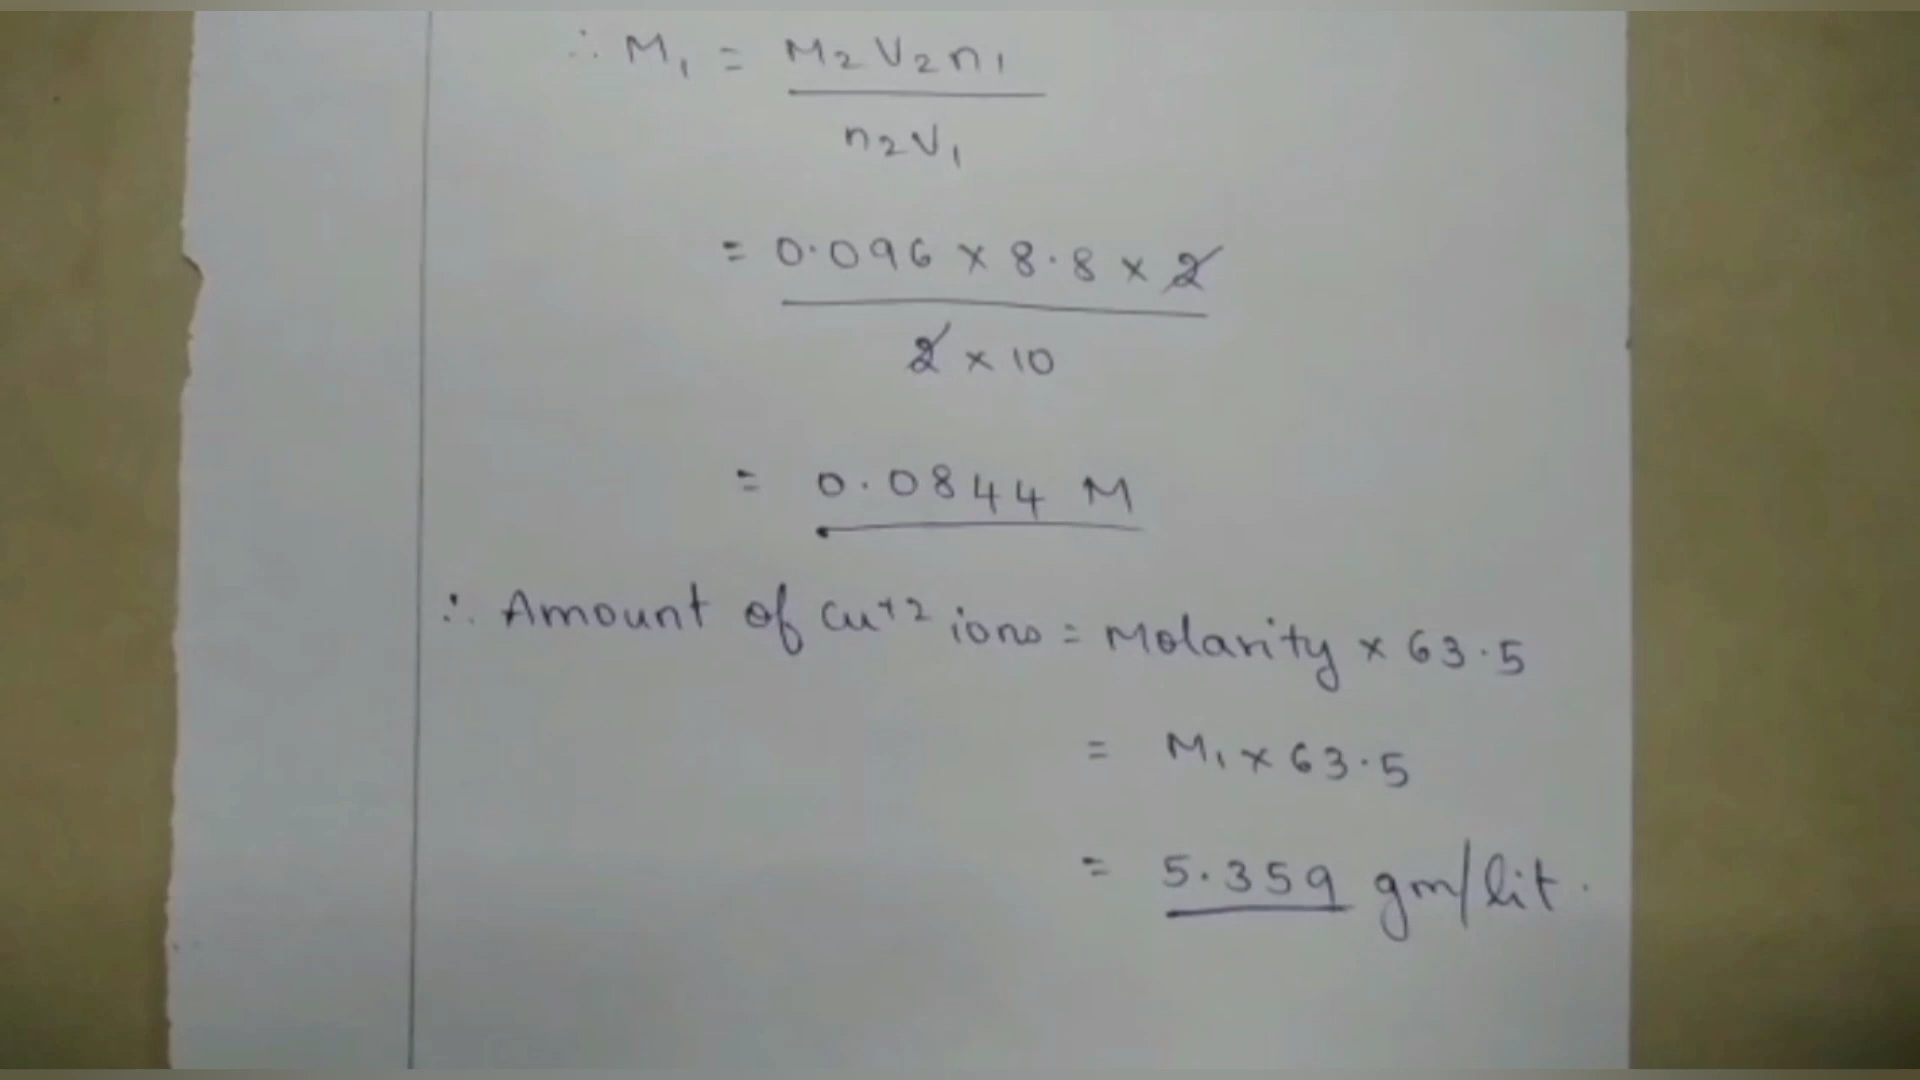 ∴ M₁ = M₂V₂n₁
n₂V₁
= 0.096 × 8.8 × 2
2 × 10
= 0.0844 M
∴ Amount of Cu⁺² ions = Molarity × 63.5
= M₁ × 63.5
= 5.359 gm/lit.